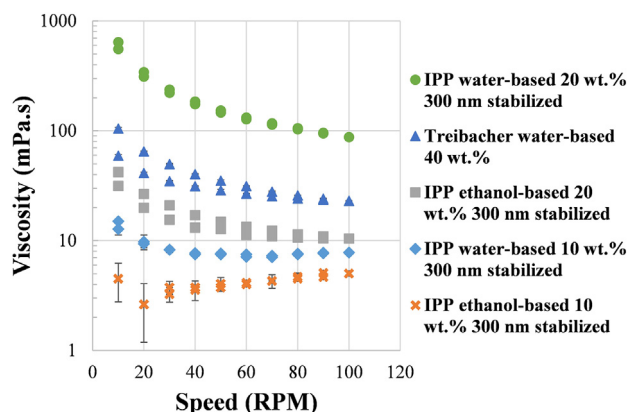 1000
100
10
1
0
20
40
60
80
100
120
Viscosity (mPa.s)
Speed (RPM)
IPP water-based 20 wt.%
300 nm stabilized
Treibacher water-based
40 wt.%
IPP ethanol-based 20
wt.% 300 nm stabilized
IPP water-based 10 wt.%
300 nm stabilized
IPP ethanol-based 10
wt.% 300 nm stabilized